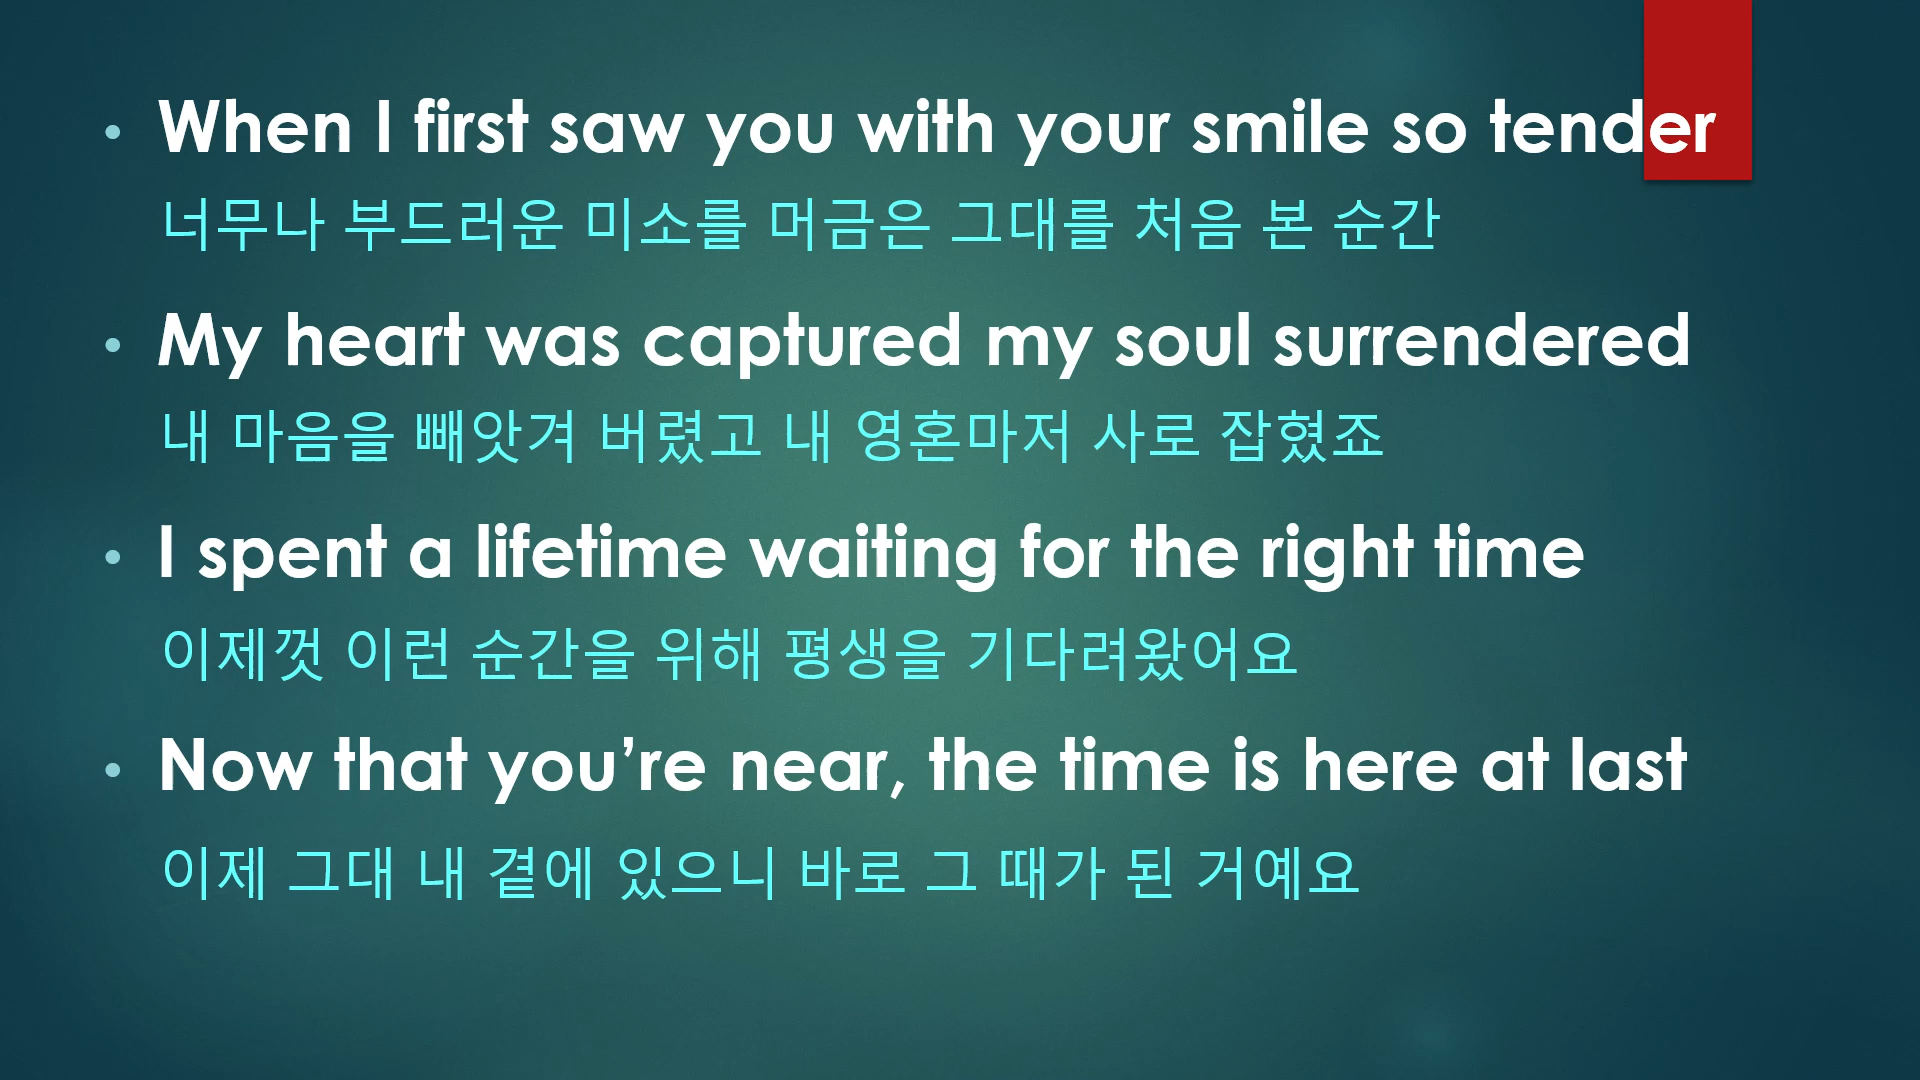 When I first saw you with your smile so tender
너무나 부드러운 미소를 머금은 그대를 처음 본 순간
My heart was captured my soul surrendered
내 마음을 빼앗겨 버렸고 내 영혼마저 사로 잡혔죠
I spent a lifetime waiting for the right time
이제껏 이런 순간을 위해 평생을 기다려왔어요
Now that you’re near, the time is here at last
이제 그대 내 곁에 있으니 바로 그 때가 된 거예요